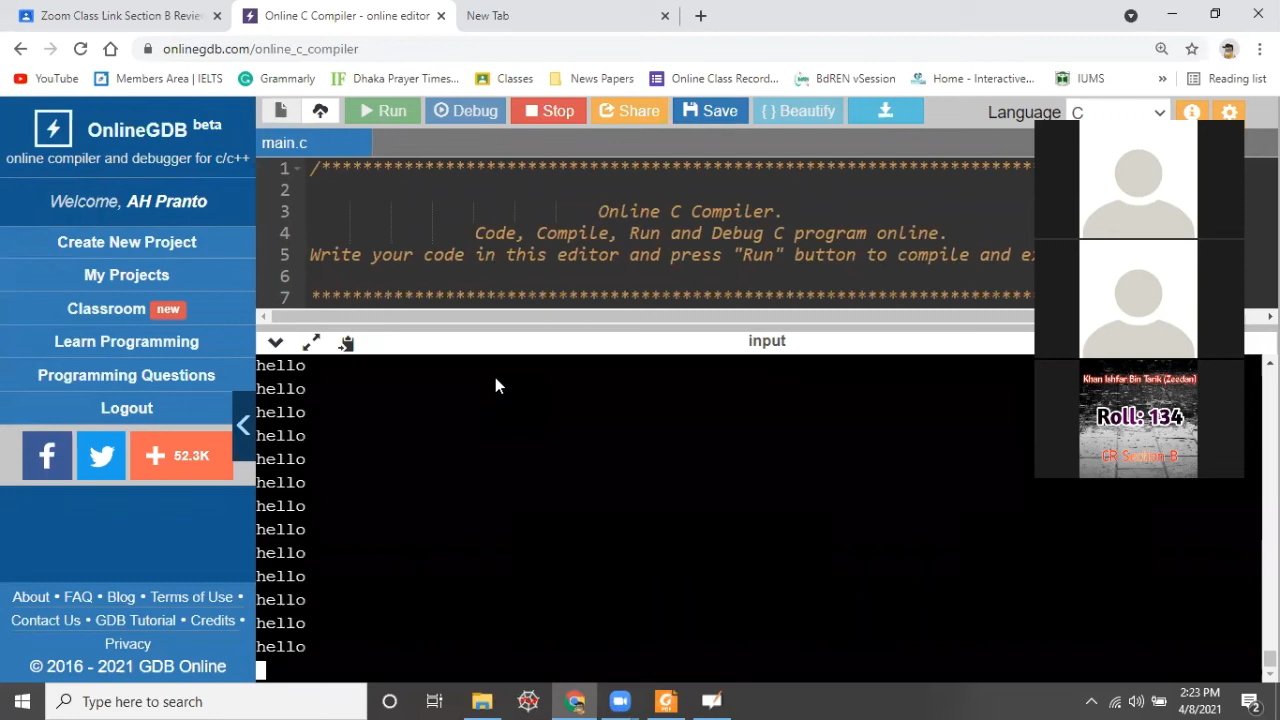 Zoom Class Link Section B Review
Online C Compiler - online editor
New Tab
onlinegdb.com/online_c_compiler
YouTube
Members Area | IELTS
Grammarly
Dhaka Prayer Times...
Classes
News Papers
Online Class Record...
BdREN vSession
Home - Interactive...
IUMS
»
Reading list
OnlineGDB beta
online compiler and debugger for c/c++
Welcome, AH Pranto
Create New Project
My Projects
Classroom new
Learn Programming
Programming Questions
Logout
52.3K
About • FAQ • Blog • Terms of Use •
Contact Us • GDB Tutorial • Credits •
Privacy
© 2016 - 2021 GDB Online
Run
Debug
Stop
Share
Save
{ } Beautify
Language
C
main.c
1 /**********************************************************************
2
3 Online C Compiler.
4 Code, Compile, Run and Debug C program online.
5 Write your code in this editor and press "Run" button to compile and ex
6
7 **********************************************************************
input
hello
hello
hello
hello
hello
hello
hello
hello
hello
hello
hello
hello
hello
Khan Ishfar Bin Tarik (Zeedan)
Roll: 134
CR Section-B
Type here to search
2:23 PM
4/8/2021
2